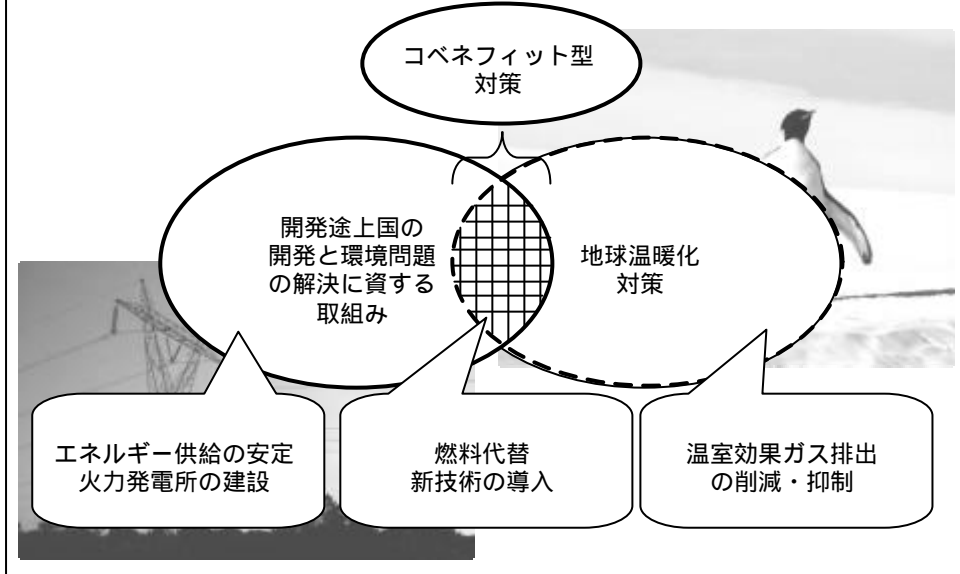 コベネフィット型
対策
開発途上国の
開発と環境問題
の解決に資する
取組み
地球温暖化
対策
エネルギー供給の安定
火力発電所の建設
燃料代替
新技術の導入
温室効果ガス排出
の削減・抑制